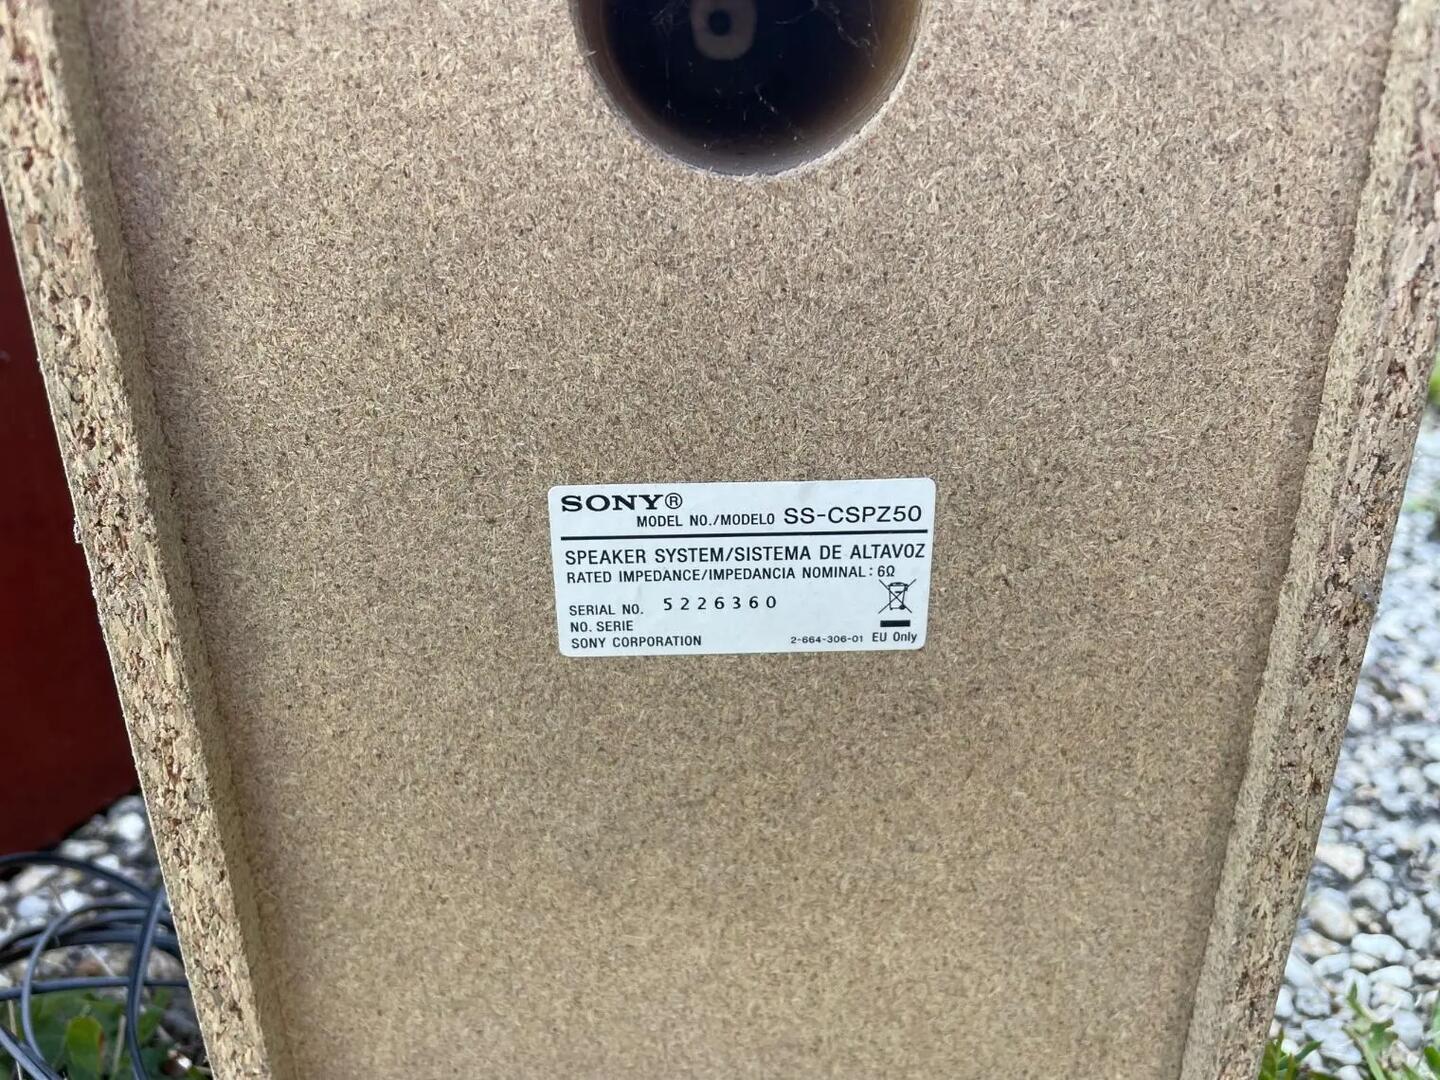 SONY®
MODEL NO./MODELO SS-CSPZ50
SPEAKER SYSTEM/SISTEMA DE ALTAVOZ
RATED IMPEDANCE/IMPEDANCIA NOMINAL: 6Ω
SERIAL NO. 5226360
NO. SERIE
SONY CORPORATION 2-664-306-01 EU Only